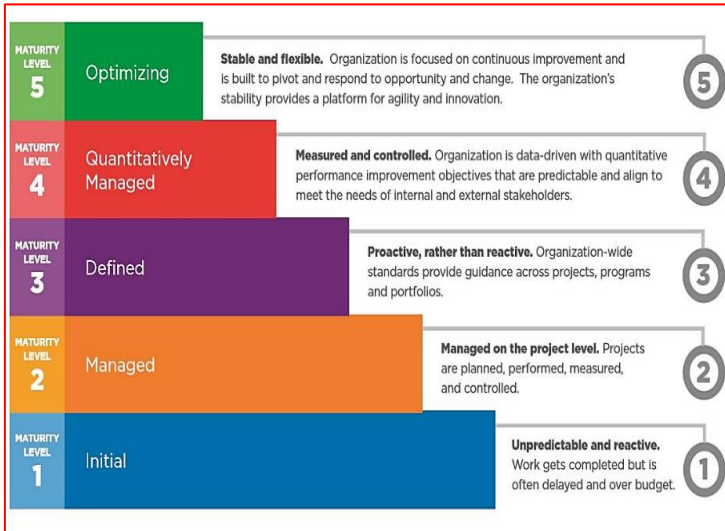 MATURITY
LEVEL
5
Optimizing
Stable and flexible. Organization is focused on continuous improvement and
is built to pivot and respond to opportunity and change. The organization's
stability provides a platform for agility and innovation.
5
MATURITY
LEVEL
4
Quantitatively
Managed
Measured and controlled. Organization is data-driven with quantitative
performance improvement objectives that are predictable and align to
meet the needs of internal and external stakeholders.
4
MATURITY
LEVEL
3
Defined
Proactive, rather than reactive. Organization-wide
standards provide guidance across projects, programs
and portfolios.
3
MATURITY
LEVEL
2
Managed
Managed on the project level. Projects
are planned, performed, measured,
and controlled.
2
MATURITY
LEVEL
1
Initial
Unpredictable and reactive.
Work gets completed but is
often delayed and over budget.
1